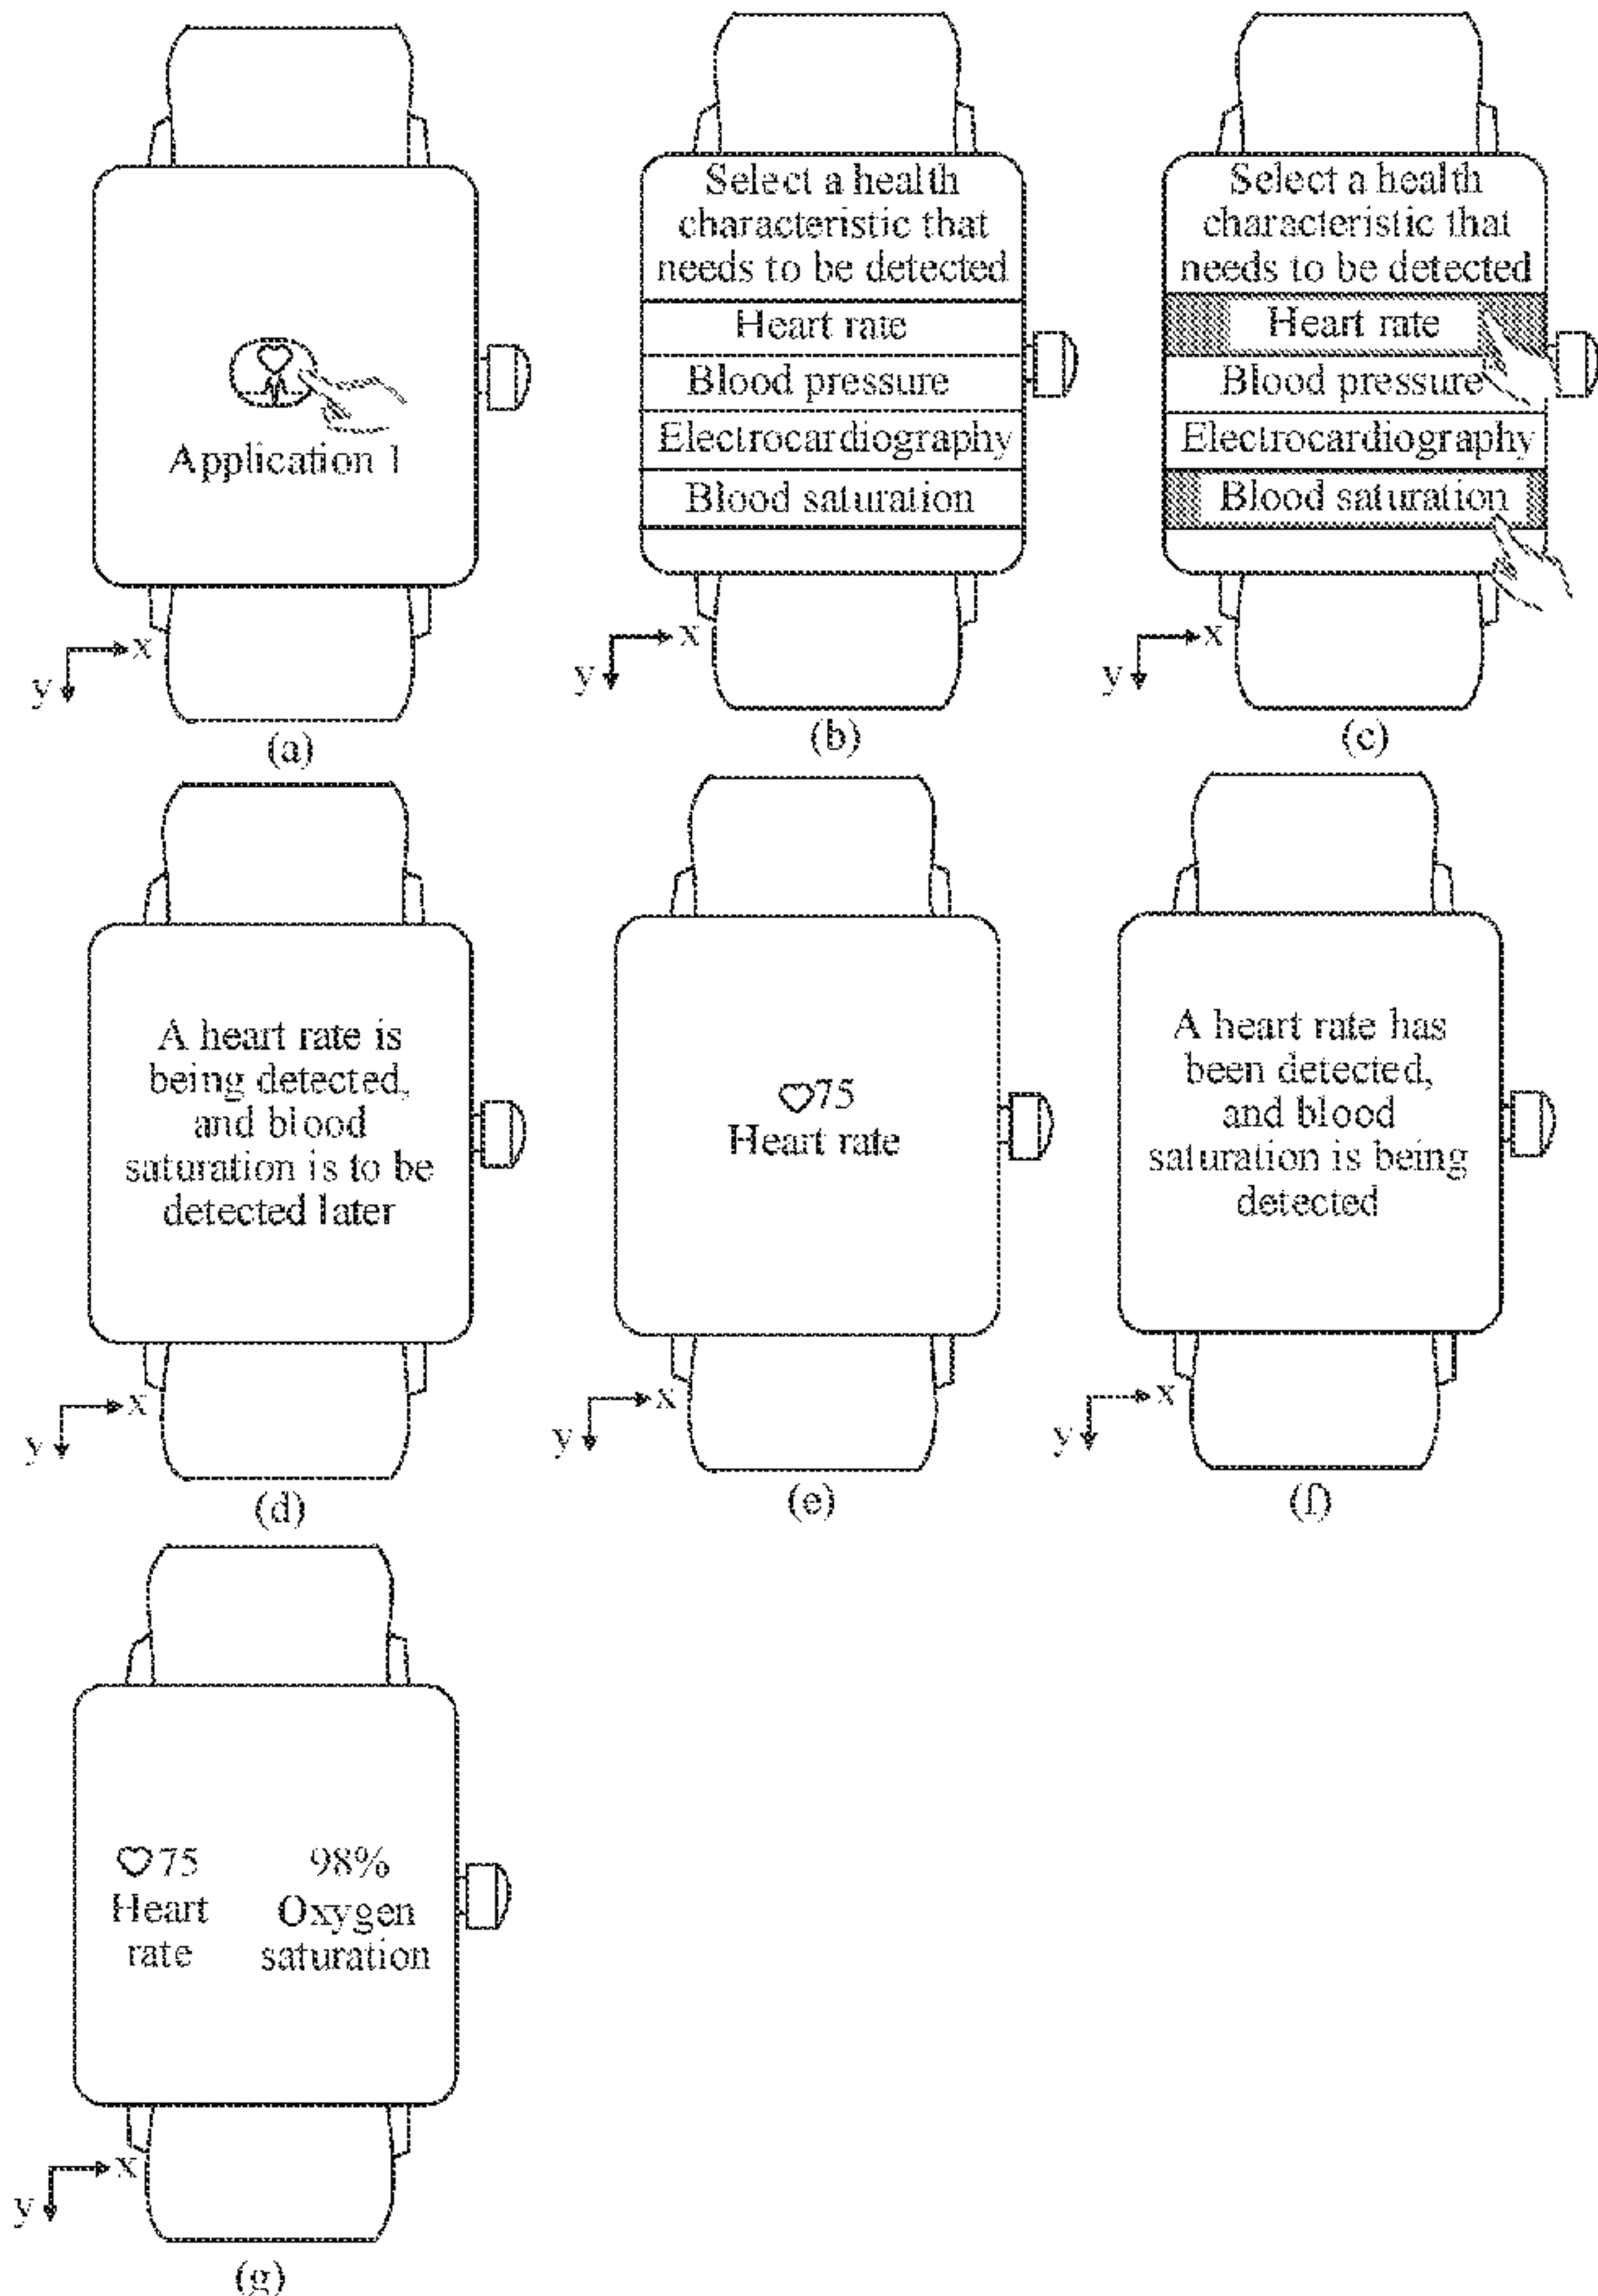 Application 1
x
y
(a)
Select a health
characteristic that
needs to be detected
Heart rate
Blood pressure
Electrocardiography
Blood saturation
x
y
(b)
Select a health
characteristic that
needs to be detected
Heart rate
Blood pressure
Electrocardiography
Blood saturation
x
y
(c)
A heart rate is
being detected,
and blood
saturation is to be
detected later
x
y
(d)
75
Heart rate
x
y
(e)
A heart rate has
been detected,
and blood
saturation is being
detected
x
y
(f)
75
Heart
rate
98%
Oxygen
saturation
x
y
(g)